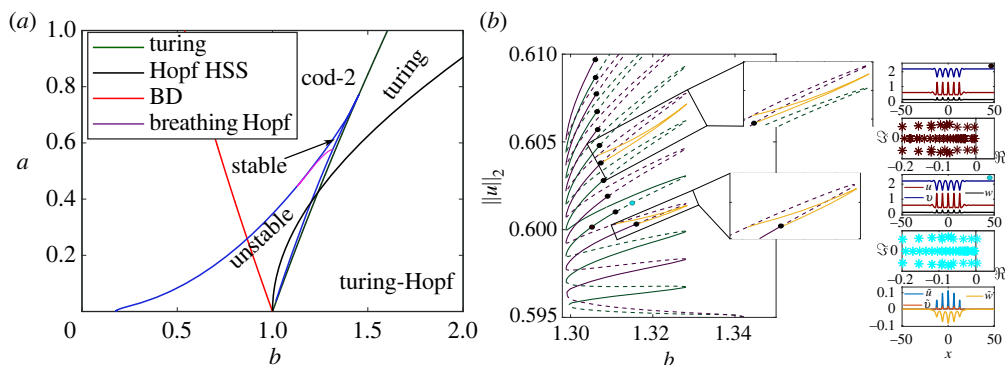 (a)
1.0
0.8
0.6
0.4
0.2
a
turing
Hopf HSS
BD
breathing Hopf
cod-2
turing
stable
unstable
turing-Hopf
0
0.5
1.0
1.5
2.0
b
(b)
0.610
0.605
0.600
0.595
||u||2
1.30
1.32
1.34
b
2
1
0
-50
0
50
ℑ
0
-0.2
-0.1
0
ℜ
2
1
0
u
υ
w
-50
0
50
ℑ
0
-0.2
-0.1
0
ℜ
0.1
0
-0.1
ũ
υ̃
w̃
-50
0
50
x